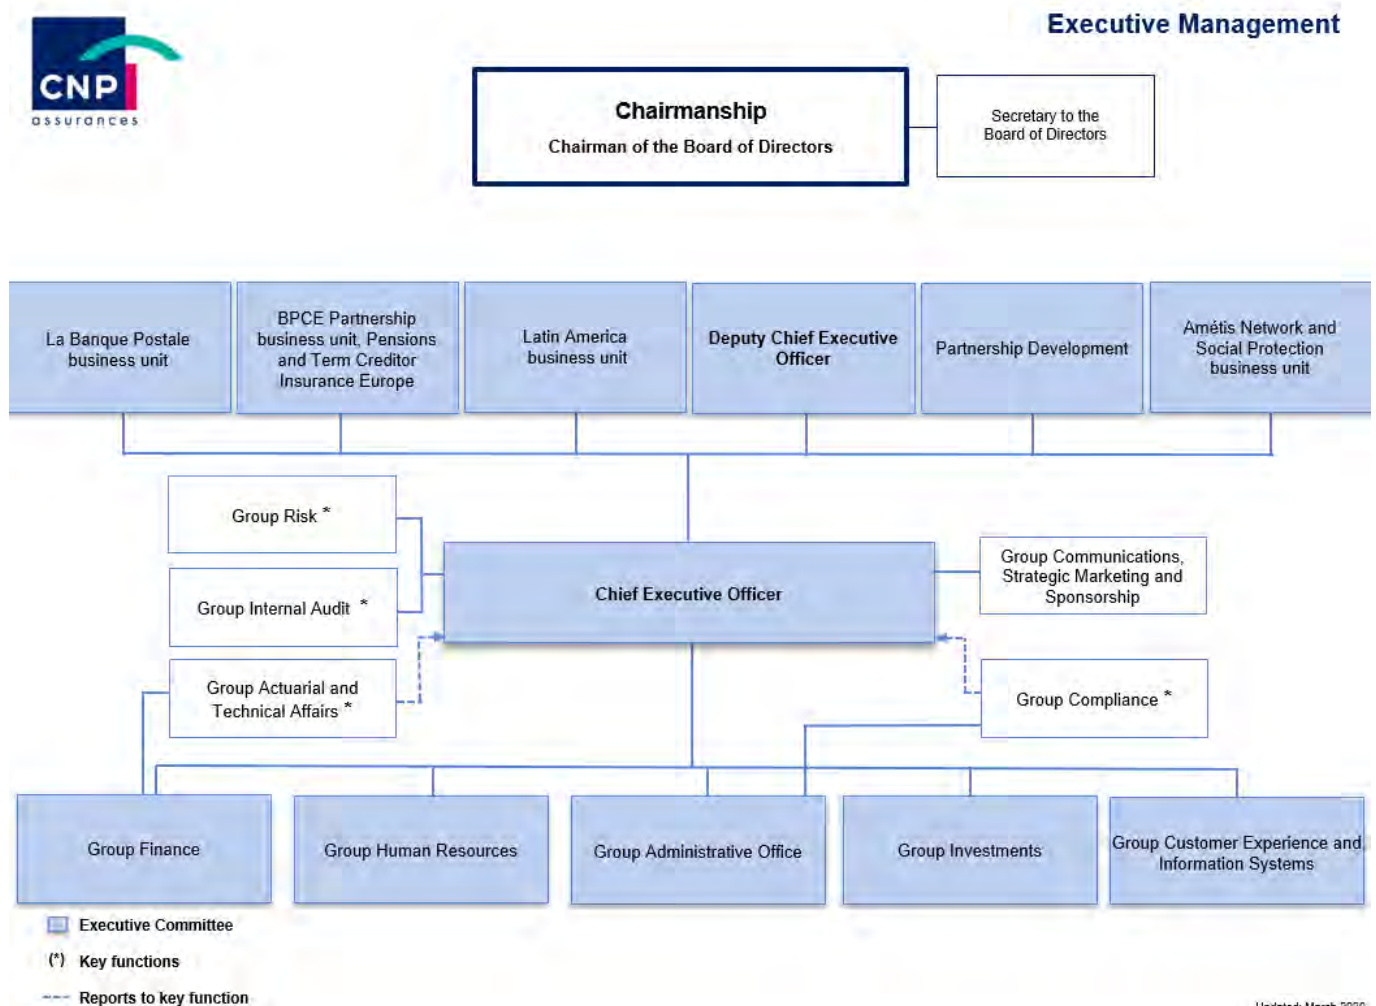 Executive Management
CNP
assurances
Chairmanship
Chairman of the Board of Directors
Secretary to the
Board of Directors
La Banque Postale
business unit
BPCE Partnership
business unit, Pensions
and Term Creditor
Insurance Europe
Latin America
business unit
Deputy Chief Executive
Officer
Partnership Development
Amétis Network and
Social Protection
business unit
Group Risk *
Group Internal Audit *
Group Actuarial and
Technical Affairs *
Chief Executive Officer
Group Communications,
Strategic Marketing and
Sponsorship
Group Compliance *
Group Finance
Group Human Resources
Group Administrative Office
Group Investments
Group Customer Experience and
Information Systems
Executive Committee
(*) Key functions
Reports to key function
Updated: March